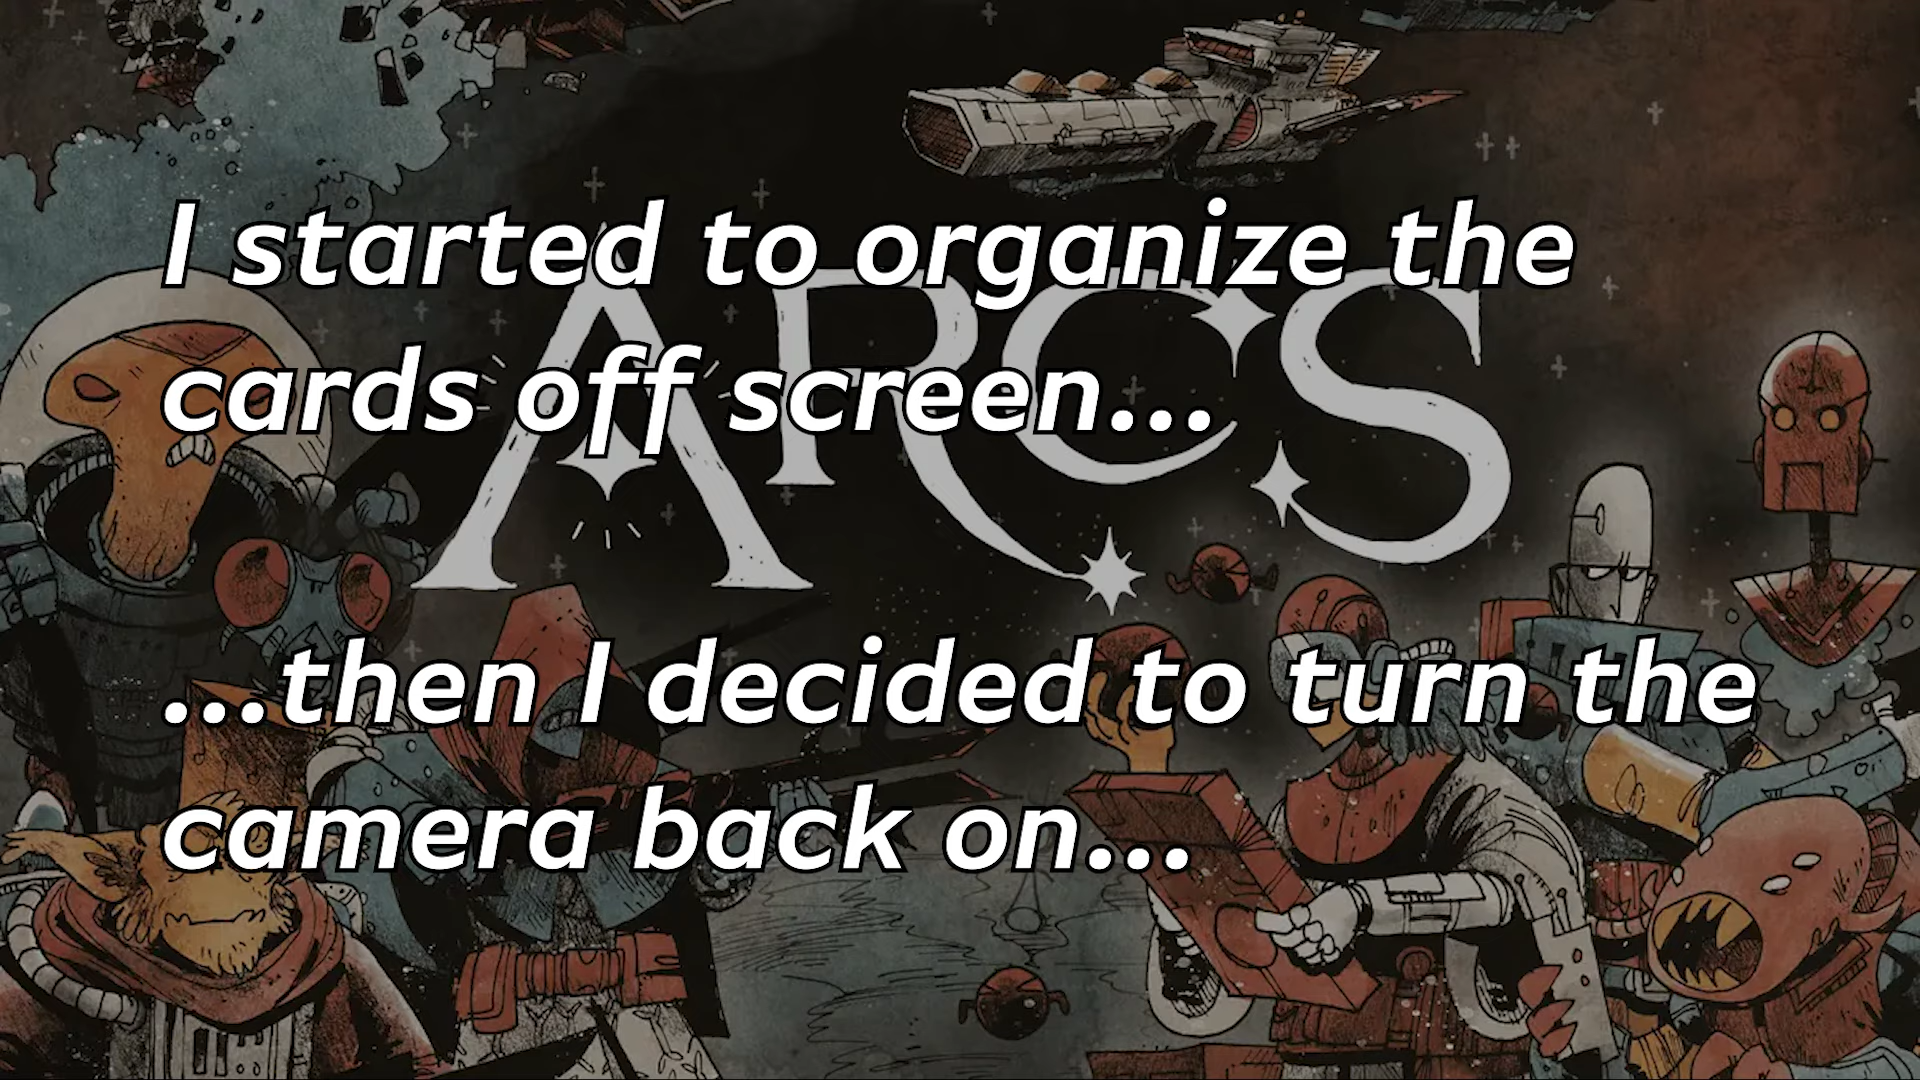 I started to organize the
ARCS
cards off screen...
...then I decided to turn the
camera back on...